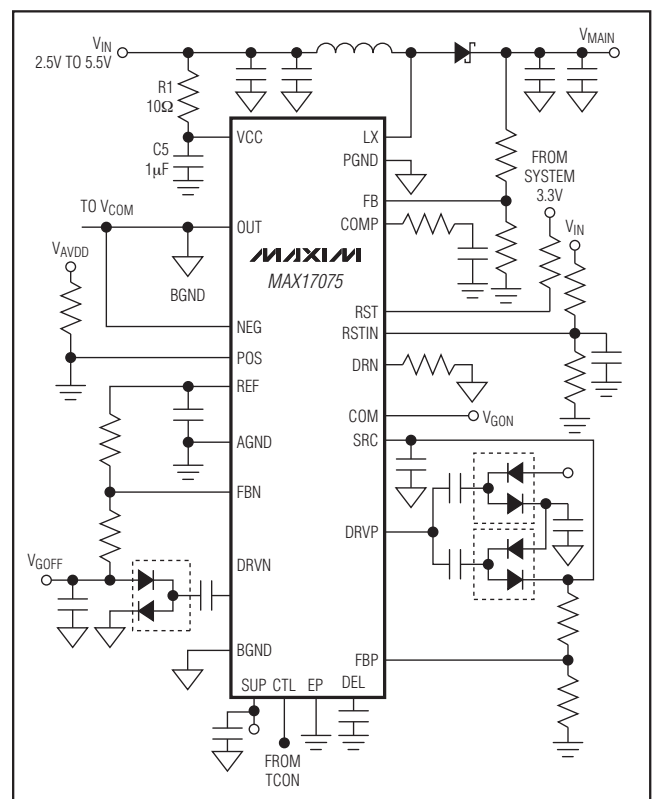 VIN
2.5V TO 5.5V
VMAIN
R1
10Ω
VCC
LX
C5
1µF
PGND
FROM
SYSTEM
3.3V
FB
TO VCOM
OUT
COMP
VIN
MAXIM
MAX17075
VAVDD
BGND
RST
NEG
RSTIN
POS
DRN
REF
COM
VGON
AGND
SRC
FBN
DRVP
VGOFF
DRVN
BGND
FBP
SUP CTL EP DEL
FROM
TCON